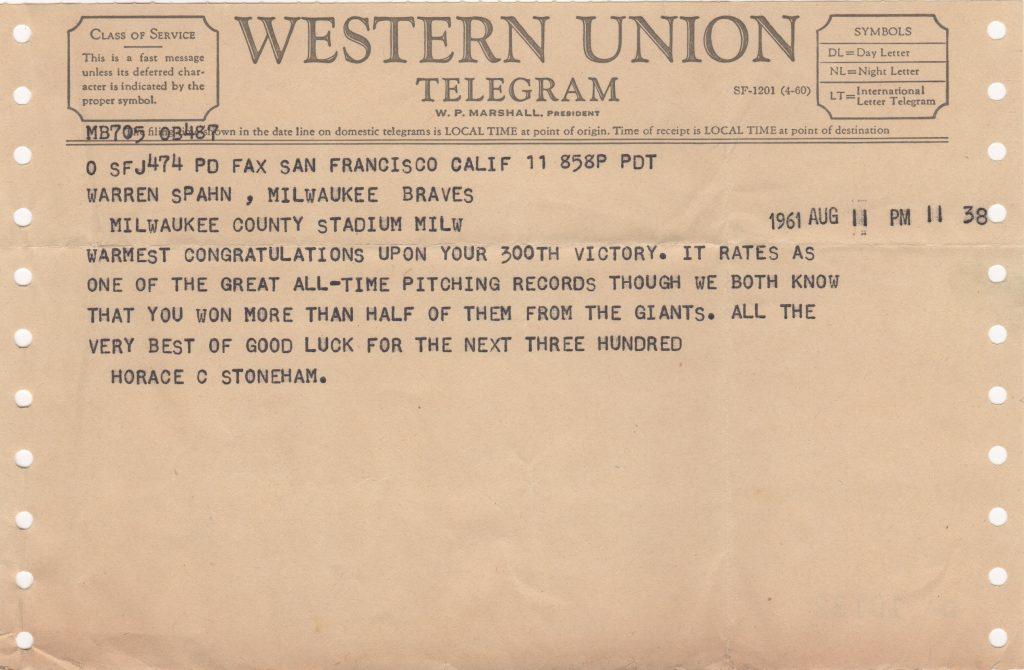 CLASS OF SERVICE
This is a fast message
unless its deferred char-
acter is indicated by the
proper symbol.
WESTERN UNION
TELEGRAM
W. P. MARSHALL, PRESIDENT
SF-1201 (4-60)
SYMBOLS
DL=Day Letter
NL=Night Letter
LT=International Letter Telegram
MB705 OB487
shown in the date line on domestic telegrams is LOCAL TIME at point of origin. Time of receipt is LOCAL TIME at point of destination
O SFJ474 PD FAX SAN FRANCISCO CALIF 11 858P PDT
WARREN SPAHN , MILWAUKEE BRAVES
MILWAUKEE COUNTY STADIUM MILW
1961 AUG 11 PM 11 38
WARMEST CONGRATULATIONS UPON YOUR 300TH VICTORY. IT RATES AS
ONE OF THE GREAT ALL-TIME PITCHING RECORDS THOUGH WE BOTH KNOW
THAT YOU WON MORE THAN HALF OF THEM FROM THE GIANTS. ALL THE
VERY BEST OF GOOD LUCK FOR THE NEXT THREE HUNDRED
HORACE C STONEHAM.